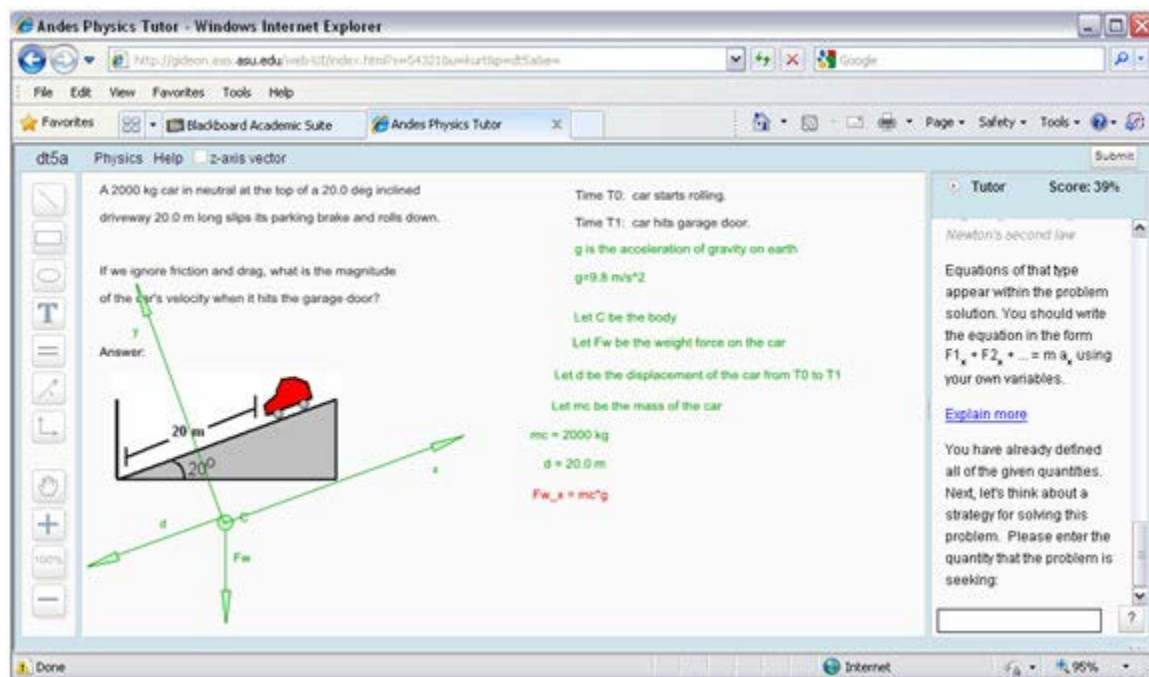 Andes Physics Tutor - Windows Internet Explorer
Google
File Edit View Favorites Tools Help
Favorites Blackboard Academic Suite Andes Physics Tutor x Page Safety Tools
dt5a Physics Help z-axis vector Submit
A 2000 kg car in neutral at the top of a 20.0 deg inclined
driveway 20.0 m long slips its parking brake and rolls down.
If we ignore friction and drag, what is the magnitude
of the car's velocity when it hits the garage door?
Answer:
y
20 m
20°
x
d
C
Fw
Time T0: car starts rolling.
Time T1: car hits garage door.
g is the acceleration of gravity on earth
g=9.8 m/s^2
Let C be the body
Let Fw be the weight force on the car
Let d be the displacement of the car from T0 to T1
Let mc be the mass of the car
mc = 2000 kg
d = 20.0 m
Fw_x = mc*g
T
100%
Tutor Score: 39%
Newton's second law
Equations of that type
appear within the problem
solution. You should write
the equation in the form
F1x + F2x + ... = m ax using
your own variables.
Explain more
You have already defined
all of the given quantities.
Next, let's think about a
strategy for solving this
problem. Please enter the
quantity that the problem is
seeking:
?
Done Internet 95%